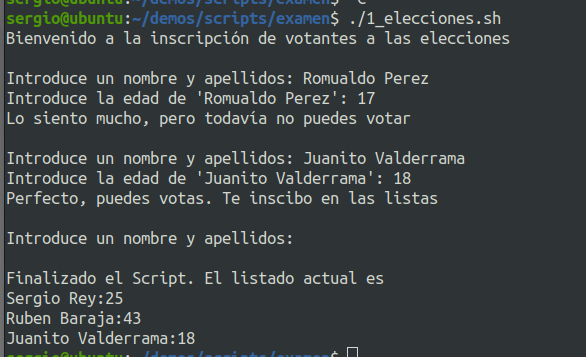 sergio@ubuntu:~/demos/scripts/examen$ c
sergio@ubuntu:~/demos/scripts/examen$ ./1_elecciones.sh
Bienvenido a la inscripción de votantes a las elecciones
Introduce un nombre y apellidos: Romualdo Perez
Introduce la edad de 'Romualdo Perez': 17
Lo siento mucho, pero todavía no puedes votar
Introduce un nombre y apellidos: Juanito Valderrama
Introduce la edad de 'Juanito Valderrama': 18
Perfecto, puedes votas. Te inscibo en las listas
Introduce un nombre y apellidos:
Finalizado el Script. El listado actual es
Sergio Rey:25
Ruben Baraja:43
Juanito Valderrama:18
sergio@ubuntu:~/demos/scripts/examen$